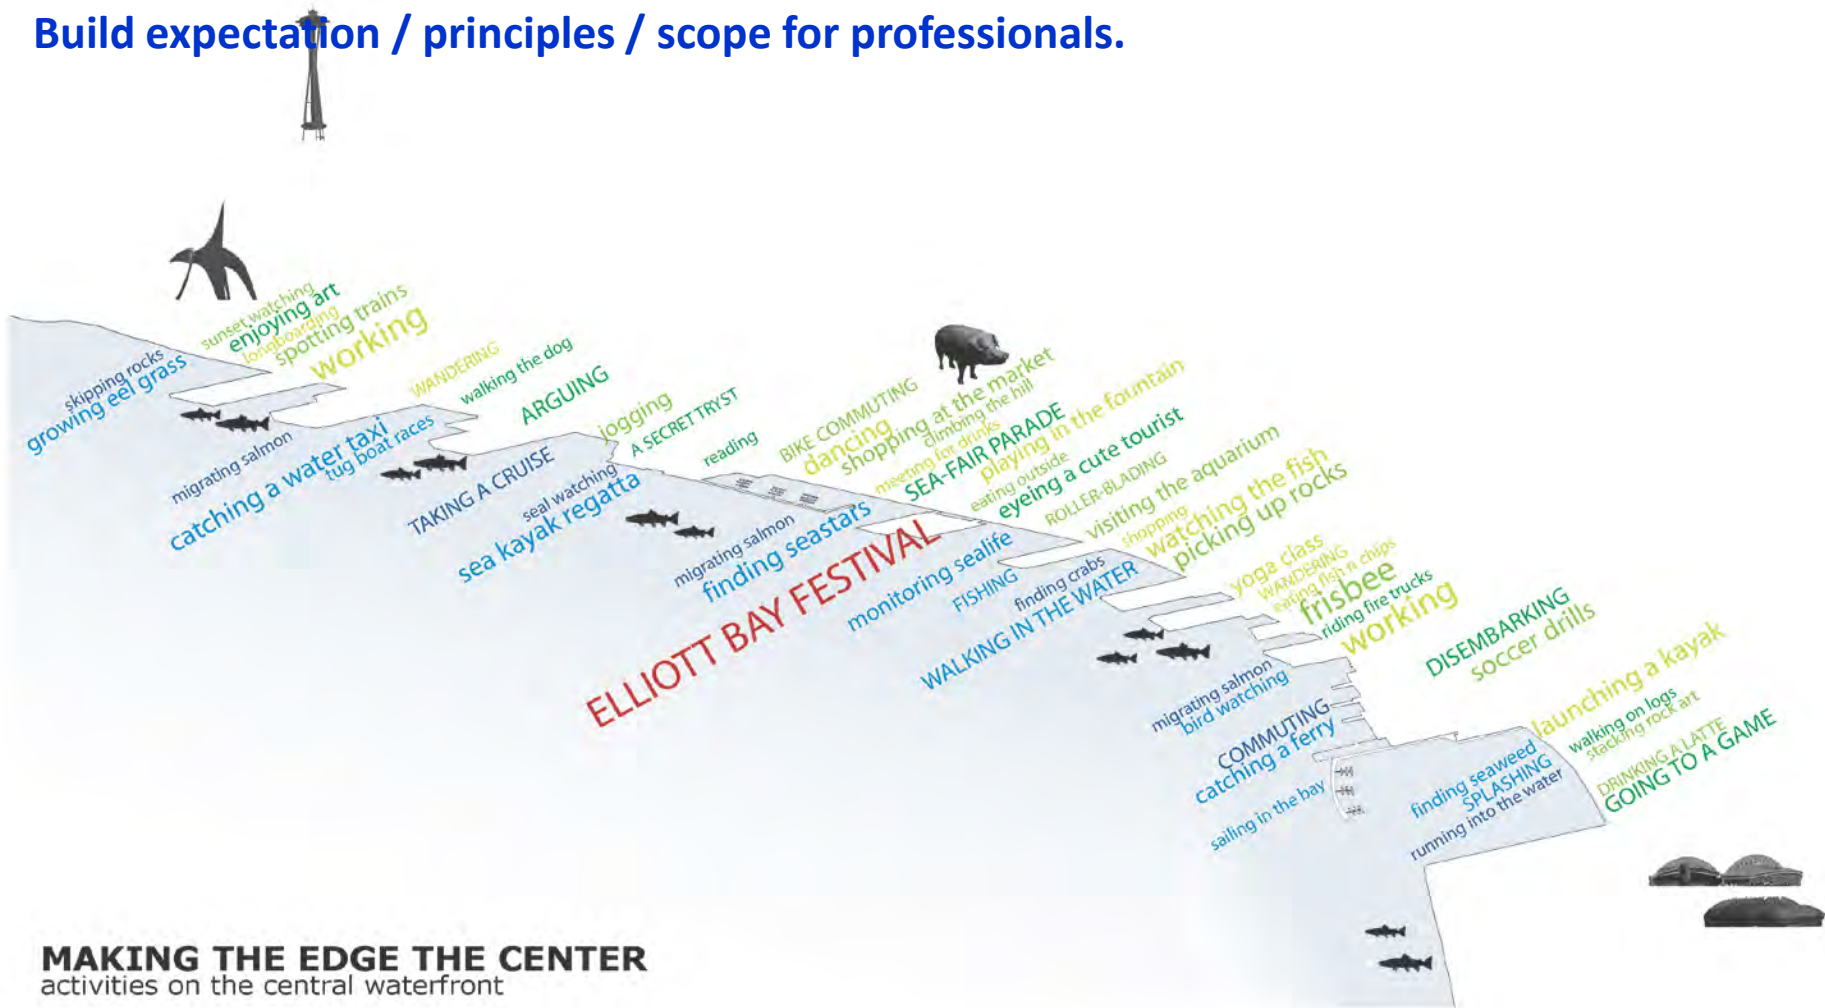 Build expectation / principles / scope for professionals.
sunset watching
enjoying art
longboarding
spotting trains
working
skipping rocks
growing eel grass
WANDERING
walking the dog
ARGUING
jogging
A SECRET TRYST
reading
migrating salmon
catching a water taxi
tug boat races
TAKING A CRUISE
seal watching
sea kayak regatta
BIKE COMMUTING
dancing
shopping at the market
climbing the hill
meeting for drinks
SEA-FAIR PARADE
playing in the fountain
eating outside
eyeing a cute tourist
ROLLER-BLADING
visiting the aquarium
shopping
watching the fish
picking up rocks
migrating salmon
finding seastars
ELLIOTT BAY FESTIVAL
monitoring sealife
FISHING
finding crabs
WALKING IN THE WATER
yoga class
WANDERING
eating fish n chips
frisbee
riding fire trucks
working
DISEMBARKING
soccer drills
migrating salmon
bird watching
COMMUTING
catching a ferry
sailing in the bay
launching a kayak
walking on logs
stacking rock art
DRINKING A LATTE
GOING TO A GAME
finding seaweed
SPLASHING
running into the water
MAKING THE EDGE THE CENTER
activities on the central waterfront